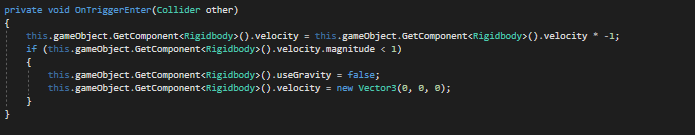 private void OnTriggerEnter(Collider other)
{
this.gameObject.GetComponent<Rigidbody>().velocity = this.gameObject.GetComponent<Rigidbody>().velocity * -1;
if (this.gameObject.GetComponent<Rigidbody>().velocity.magnitude < 1)
{
this.gameObject.GetComponent<Rigidbody>().useGravity = false;
this.gameObject.GetComponent<Rigidbody>().velocity = new Vector3(0, 0, 0);
}
}